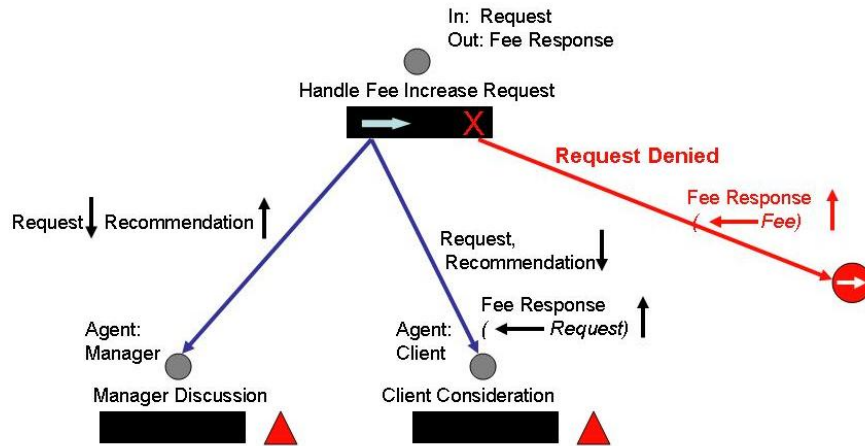 In: Request
Out: Fee Response
Handle Fee Increase Request
X
Request Denied
Fee Response
( Fee)
Request Recommendation
Request,
Recommendation
Fee Response
( Request)
Agent:
Manager
Agent:
Client
Manager Discussion
Client Consideration